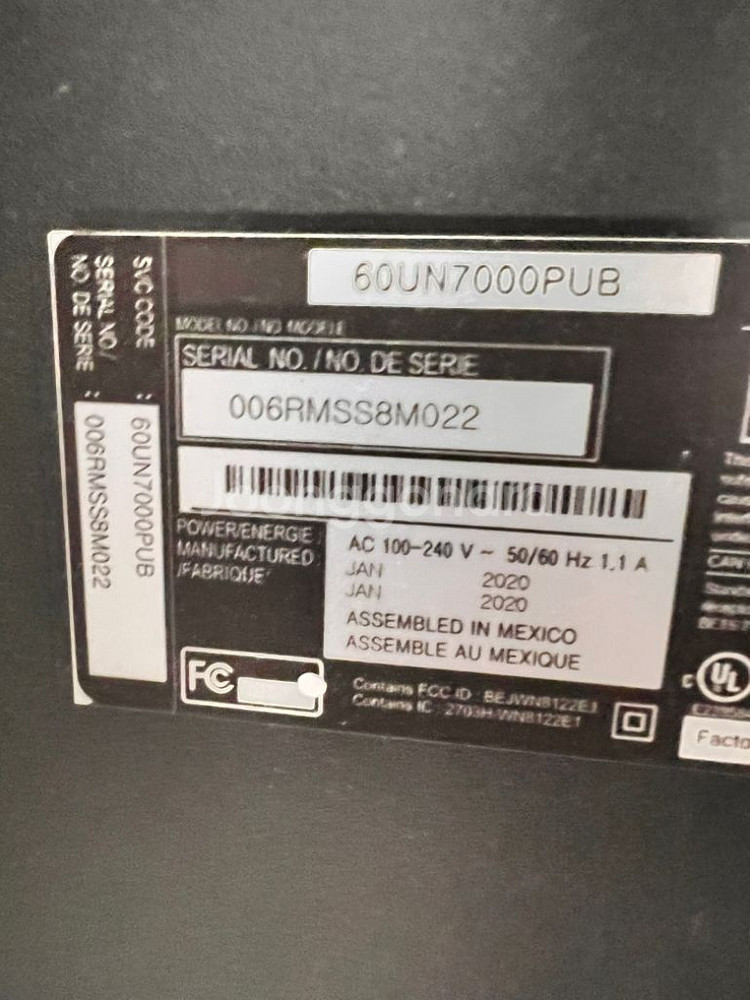 60UN7000PUB
MODEL NO. / NO MODELE
SERIAL NO. / NO. DE SERIE
006RMSS8M022
SVC CODE : 60UN7000PUB
SERIAL NO/
NO. DE SERIE : 006RMSS8M022
POWER/ENERGIE
MANUFACTURED
/FABRIQUE
AC 100-240 V ~ 50/60 Hz 1.1 A
JAN 2020
JAN 2020
ASSEMBLED IN MEXICO
ASSEMBLE AU MEXIQUE
FC
Contains FCC ID : BEJWN8122E1
Contains IC : 2703H-WN8122E1
c UL
Facto